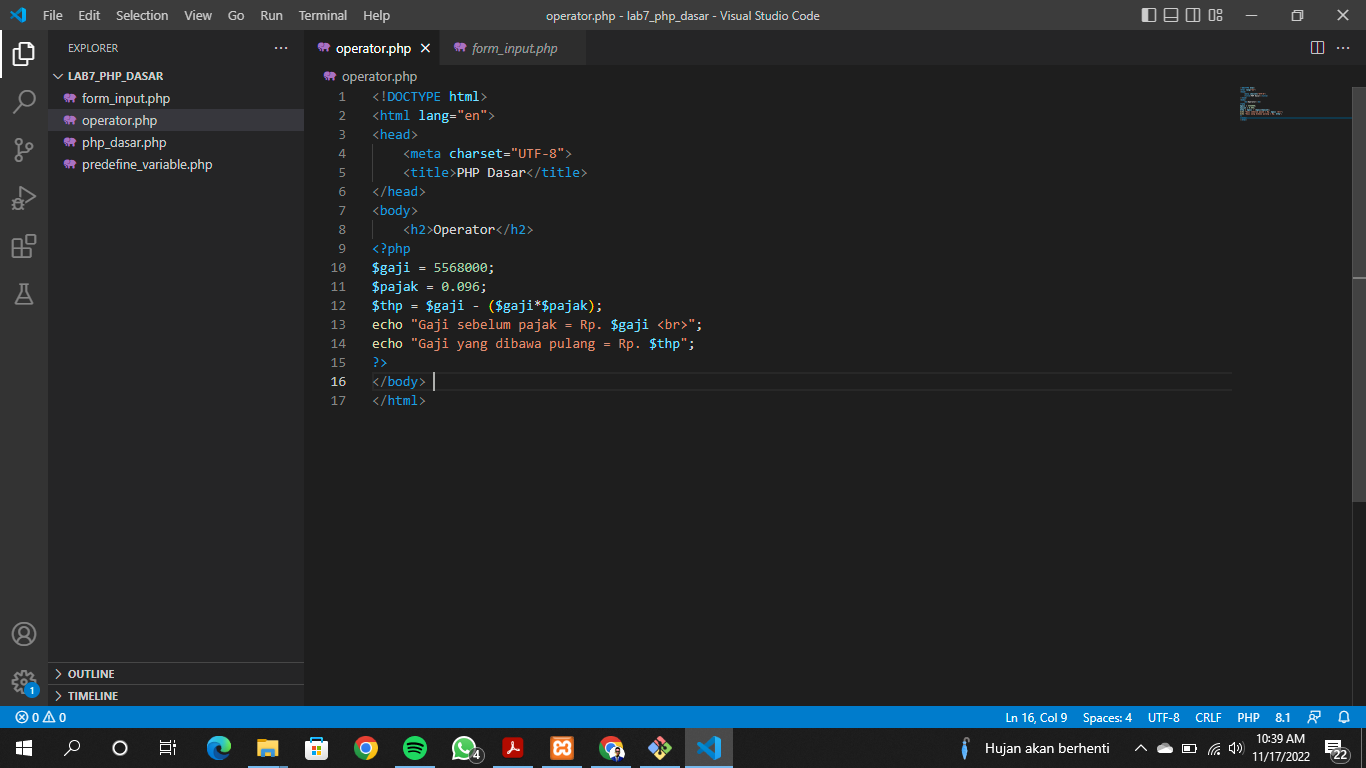 File Edit Selection View Go Run Terminal Help operator.php - lab7_php_dasar - Visual Studio Code
EXPLORER
LAB7_PHP_DASAR
form_input.php
operator.php
php_dasar.php
predefine_variable.php
OUTLINE
TIMELINE
operator.php form_input.php
operator.php
1 <!DOCTYPE html>
2 <html lang="en">
3 <head>
4     <meta charset="UTF-8">
5     <title>PHP Dasar</title>
6 </head>
7 <body>
8     <h2>Operator</h2>
9 <?php
10 $gaji = 5568000;
11 $pajak = 0.096;
12 $thp = $gaji - ($gaji*$pajak);
13 echo "Gaji sebelum pajak = Rp. $gaji <br>";
14 echo "Gaji yang dibawa pulang = Rp. $thp";
15 ?>
16 </body>
17 </html>
1
0 0 Ln 16, Col 9 Spaces: 4 UTF-8 CRLF PHP 8.1
4 Hujan akan berhenti 10:39 AM
11/17/2022 22